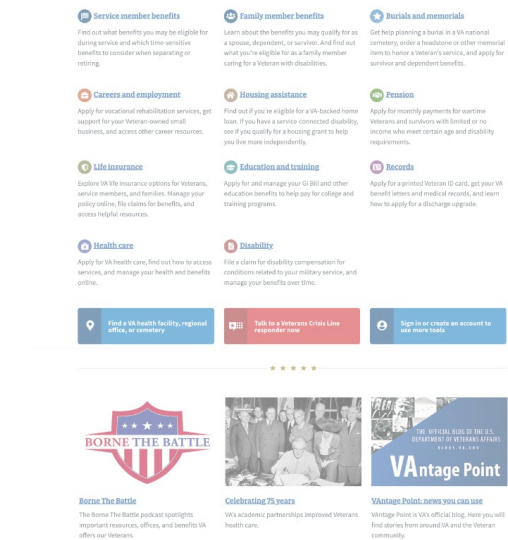 Service member benefits
Find out what benefits you may be eligible for
during service and which time-sensitive
benefits to consider when separating or
retiring.
Family member benefits
Learn about the benefits you may qualify for as
a spouse, dependent, or survivor. And find out
what you're eligible for as a family member
caring for a Veteran with disabilities.
Burials and memorials
Get help planning a burial in a VA national
cemetery, order a headstone or other memorial
item to honor a Veteran's service, and apply for
survivor and dependent benefits.
Careers and employment
Apply for vocational rehabilitation services, get
support for your Veteran-owned small
business, and access other career resources.
Housing assistance
Find out if you're eligible for a VA-backed home
loan. If you have a service-connected disability,
see if you qualify for a housing grant to help
you live more independently.
Pension
Apply for monthly payments for wartime
Veterans and survivors with limited or no
income who meet certain age and disability
requirements.
Life insurance
Explore VA life insurance options for Veterans,
service members, and families. Manage your
policy online, file claims for benefits, and
access helpful resources.
Education and training
Apply for and manage your GI Bill and other
education benefits to help pay for college and
training programs.
Records
Apply for a printed Veteran ID card, get your VA
benefit letters and medical records, and learn
how to apply for a discharge upgrade.
Health care
Apply for VA health care, find out how to access
services, and manage your health and benefits
online.
Disability
File a claim for disability compensation for
conditions related to your military service, and
manage your benefits over time.
Find a VA health facility, regional
office, or cemetery
Talk to a Veterans Crisis Line
responder now
Sign in or create an account to
use more tools
BORNE THE BATTLE
THE OFFICIAL BLOG OF THE U.S.
DEPARTMENT OF VETERANS AFFAIRS
BLOGS.VA.GOV
VAntage Point
Borne The Battle
The Borne The Battle podcast spotlights
important resources, offices, and benefits VA
offers our Veterans.
Celebrating 75 years
VA's academic partnerships improved Veterans
health care.
VAntage Point: news you can use
VAntage Point is VA's official blog. Here you will
find stories from around VA and the Veteran
community.